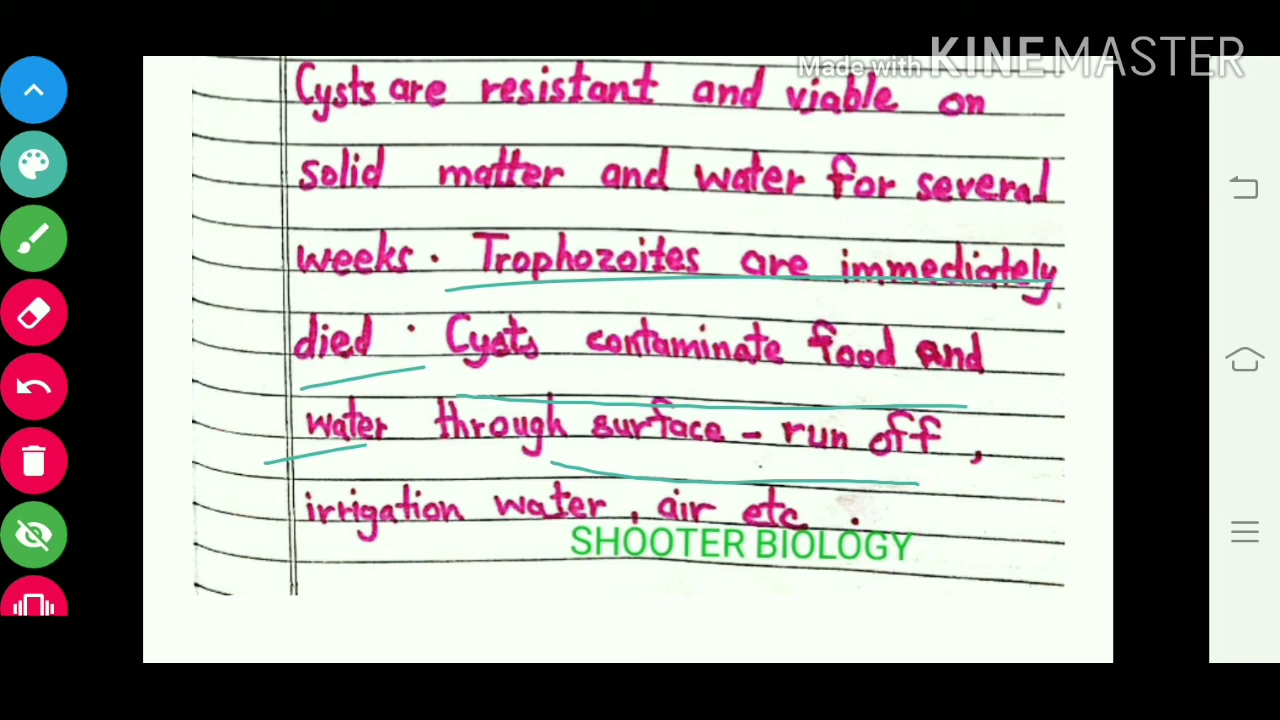 Made with KINEMASTER
Cysts are resistant and viable on
solid matter and water for several
weeks. Trophozoites are immediately
died. Cysts contaminate food and
water through surface - run off,
irrigation water, air etc.
SHOOTER BIOLOGY